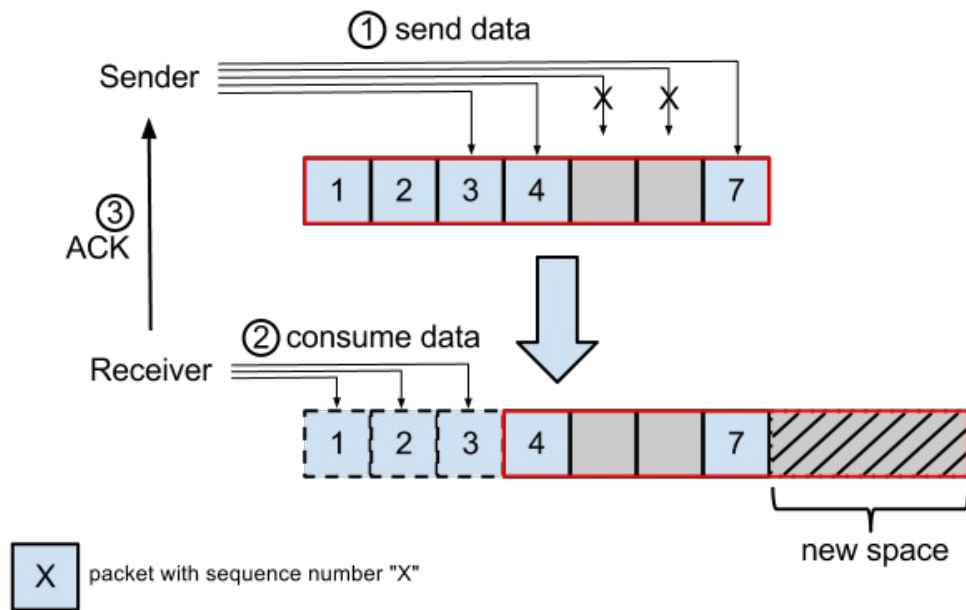 ① send data
Sender
X X
1 2 3 4 7
③
ACK
② consume data
Receiver
1 2 3 4 7
new space
X packet with sequence number "X"